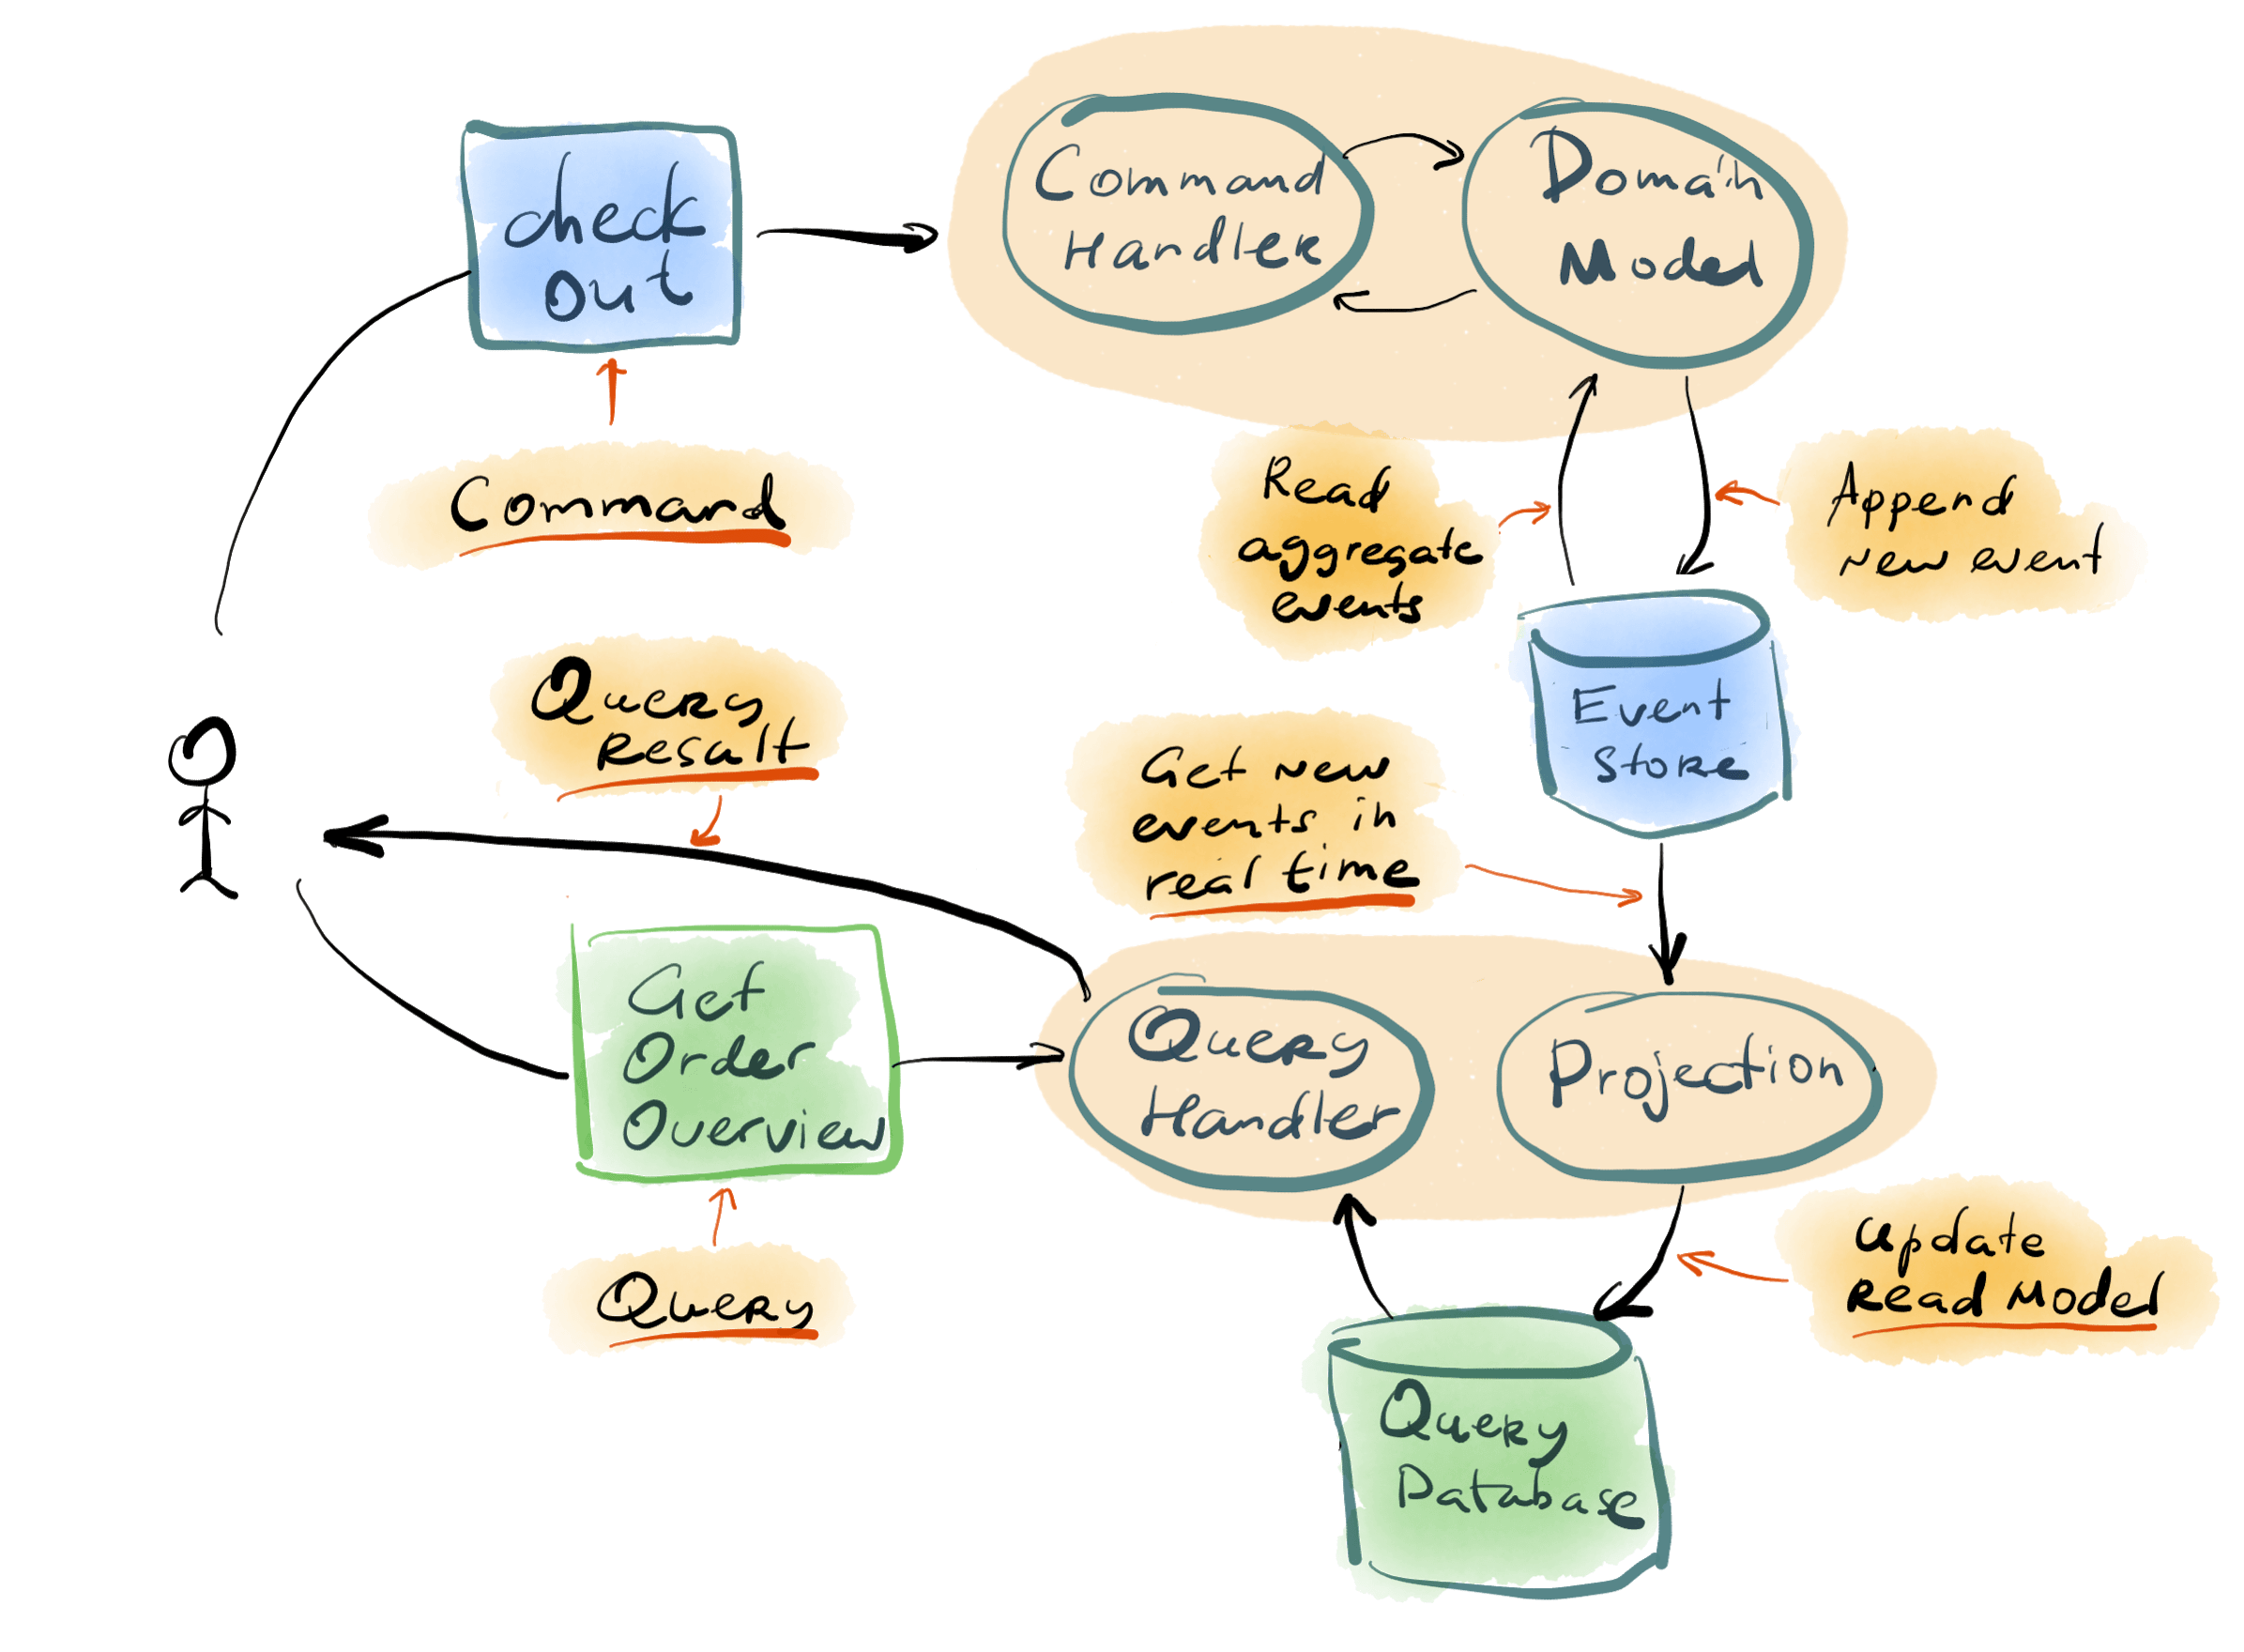 Check
Out
Command
Handler
Domain
Model
Command
Read
aggregate
events
Append
new event
Query
Result
Event
Store
Get new
events in
real time
Get
Order
Overview
Query
Handler
Projection
Query
Update
Read Model
Query
Database